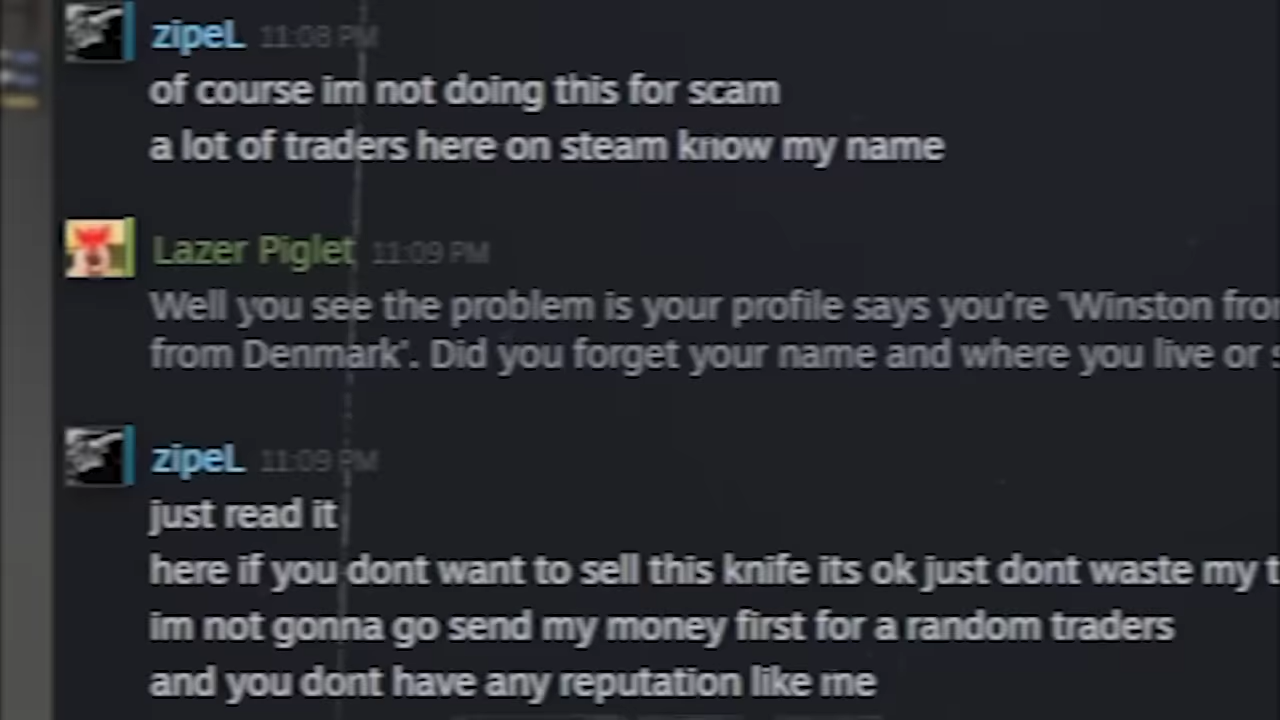 zipeL 11:08 PM
of course im not doing this for scam
a lot of traders here on steam know my name
Lazer Piglet 11:09 PM
Well you see the problem is your profile says you're 'Winston
from Denmark'. Did you forget your name and where you live or
zipeL 11:09 PM
just read it
here if you dont want to sell this knife its ok just dont waste my
im not gonna go send my money first for a random traders
and you dont have any reputation like me